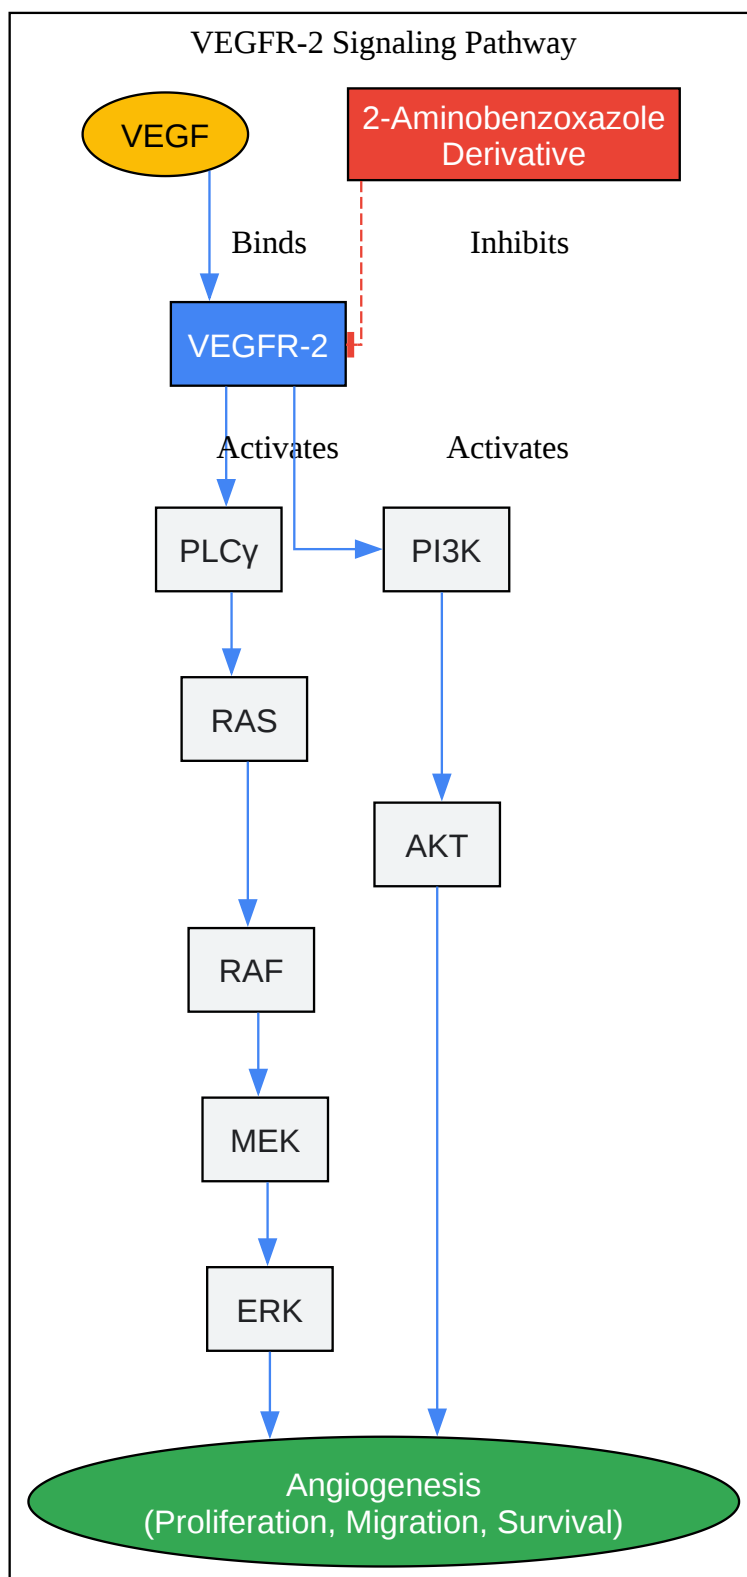 VEGFR-2 Signaling Pathway
VEGF
2-Aminobenzoxazole
Derivative
Binds
Inhibits
VEGFR-2
Activates
Activates
PLCγ
PI3K
RAS
AKT
RAF
MEK
ERK
Angiogenesis
(Proliferation, Migration, Survival)